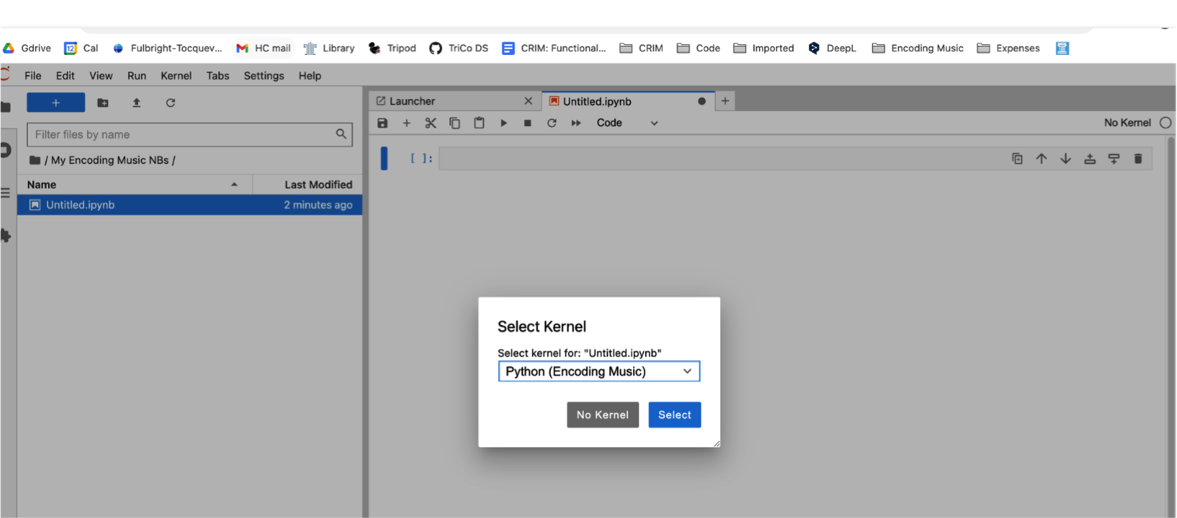 Gdrive Cal Fulbright-Tocquev... HC mail Library Tripod TriCo DS CRIM: Functional... CRIM Code Imported DeepL Encoding Music Expenses
File Edit View Run Kernel Tabs Settings Help
Launcher Untitled.ipynb
Code No Kernel
Filter files by name
/ My Encoding Music NBs /
[ ]:
Name Last Modified
Untitled.ipynb 2 minutes ago
Select Kernel
Select kernel for: "Untitled.ipynb"
Python (Encoding Music)
No Kernel Select